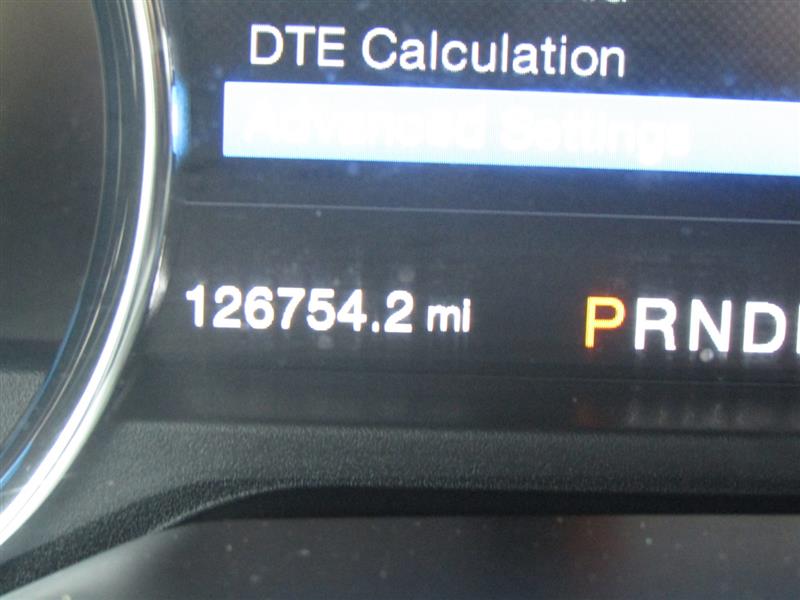 DTE Calculation
Advanced Settings
126754.2 mi
PRND